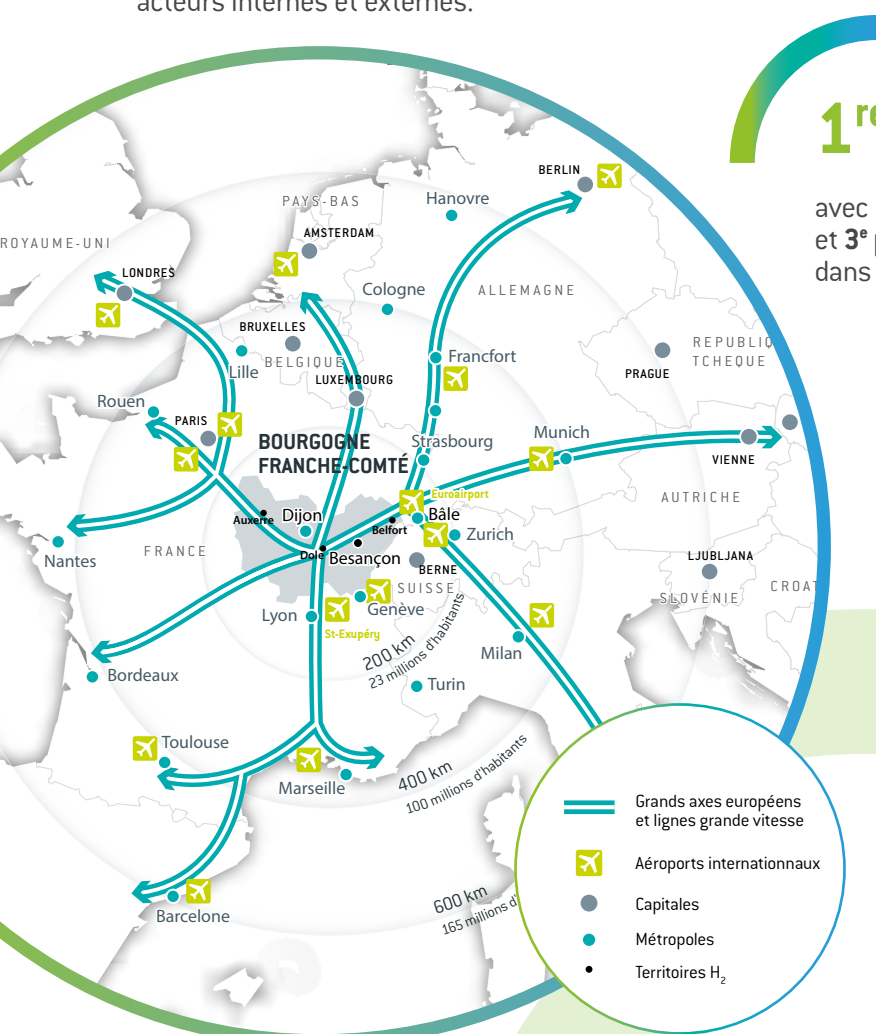 acteurs internes et externes.
1re
avec
et 3e
dans
BERLIN
PAYS-BAS
Hanovre
AMSTERDAM
ROYAUME-UNI
LONDRES
Cologne
ALLEMAGNE
BRUXELLES
BELGIQUE
Lille
LUXEMBOURG
Francfort
REPUBLIQ
TCHEQUE
PRAGUE
Rouen
PARIS
BOURGOGNE
FRANCHE-COMTÉ
Strasbourg
Munich
VIENNE
Euroairport
AUTRICHE
Auxerre
Dijon
Bâle
Belfort
Zurich
Nantes
FRANCE
Dole
Besançon
BERNE
LJUBLJANA
SUISSE
SLOVÉNIE
CROAT
Lyon
Genève
St-Exupéry
200 km
23 millions d'habitants
Milan
Bordeaux
Turin
Toulouse
Marseille
400 km
100 millions d'habitants
600 km
165 millions d'
Barcelone
Grands axes européens
et lignes grande vitesse
Aéroports internationnaux
Capitales
Métropoles
Territoires H2